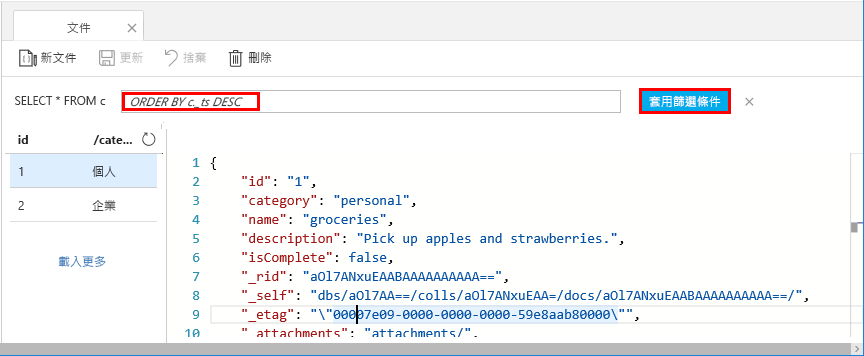 文件
新文件 更新 捨棄 刪除
SELECT * FROM c ORDER BY c_ts DESC 套用篩選條件
id /cate...
1 個人
2 企業
載入更多
1 {
2 "id": "1",
3 "category": "personal",
4 "name": "groceries",
5 "description": "Pick up apples and strawberries.",
6 "isComplete": false,
7 "_rid": "aOl7ANxuEAABAAAAAAAAAA==",
8 "_self": "dbs/aOl7AA==/colls/aOl7ANxuEAA=/docs/aOl7ANxuEAABAAAAAAAAAA==/",
9 "_etag": "\"00007e09-0000-0000-0000-59e8aab80000\"",
10 "_attachments": "attachments/",